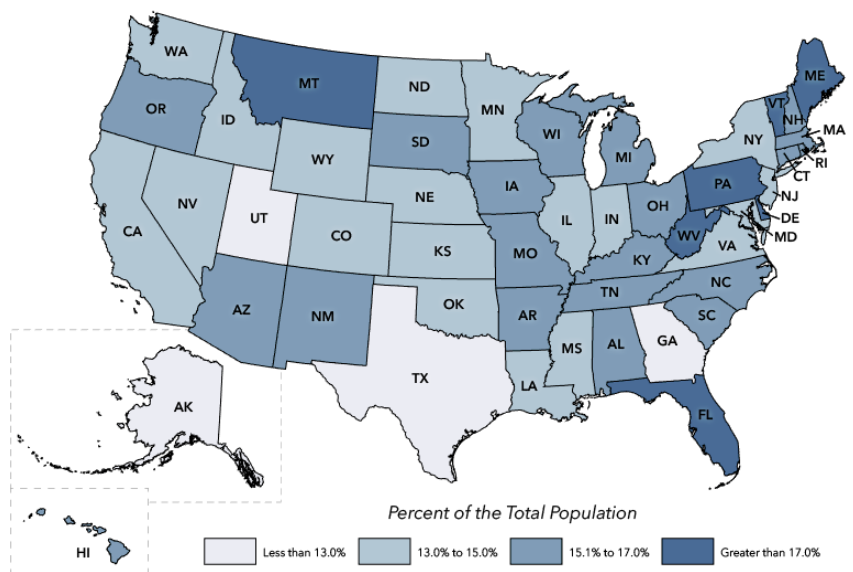 WA
MT
ND
MN
ME
VT
NH
OR
ID
SD
WI
MI
NY
MA
RI
CT
WY
NE
IA
PA
NJ
NV
UT
CO
IL
IN
OH
DE
MD
CA
KS
MO
WV
VA
KY
AZ
NM
OK
AR
TN
NC
SC
TX
MS
AL
GA
LA
FL
AK
HI
Percent of the Total Population
Less than 13.0%
13.0% to 15.0%
15.1% to 17.0%
Greater than 17.0%